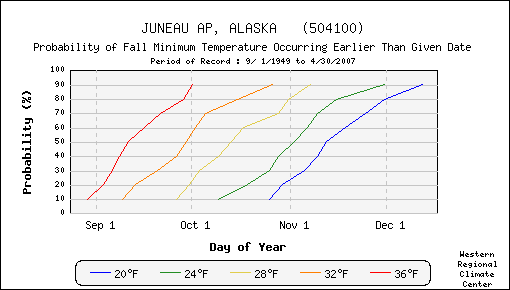 JUNEAU AP, ALASKA (504100)
Probability of Fall Minimum Temperature Occurring Earlier Than Given Date
Period of Record : 9/ 1/1949 to 4/30/2007
Probability (%)
100
90
80
70
60
50
40
30
20
10
0
Sep 1 Oct 1 Nov 1 Dec 1
Day of Year
20°F 24°F 28°F 32°F 36°F
Western
Regional
Climate
Center